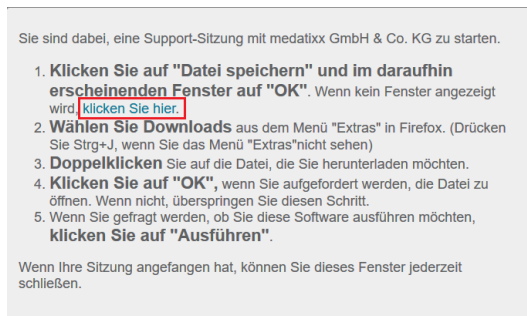 Sie sind dabei, eine Support-Sitzung mit medatixx GmbH & Co. KG zu starten.
1. Klicken Sie auf "Datei speichern" und im daraufhin
erscheinenden Fenster auf "OK". Wenn kein Fenster angezeigt
wird, klicken Sie hier.
2. Wählen Sie Downloads aus dem Menü "Extras" in Firefox. (Drücken
Sie Strg+J, wenn Sie das Menü "Extras"nicht sehen)
3. Doppelklicken Sie auf die Datei, die Sie herunterladen möchten.
4. Klicken Sie auf "OK", wenn Sie aufgefordert werden, die Datei zu
öffnen. Wenn nicht, überspringen Sie diesen Schritt.
5. Wenn Sie gefragt werden, ob Sie diese Software ausführen möchten,
klicken Sie auf "Ausführen".
Wenn Ihre Sitzung angefangen hat, können Sie dieses Fenster jederzeit
schließen.